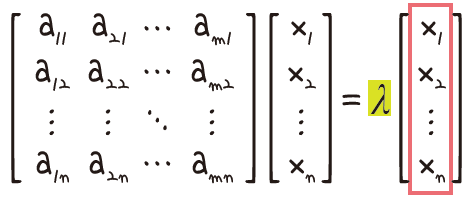 [ a₁₁ a₂₁ ⋯ aₘ₁ ] [ x₁ ] = λ [ x₁ ]
[ a₁₂ a₂₂ ⋯ aₘ₂ ] [ x₂ ] [ x₂ ]
[ ⋮ ⋮ ⋱ ⋮ ] [ ⋮ ] [ ⋮ ]
[ a₁ₙ a₂ₙ ⋯ aₘₙ ] [ xₙ ] [ xₙ ]